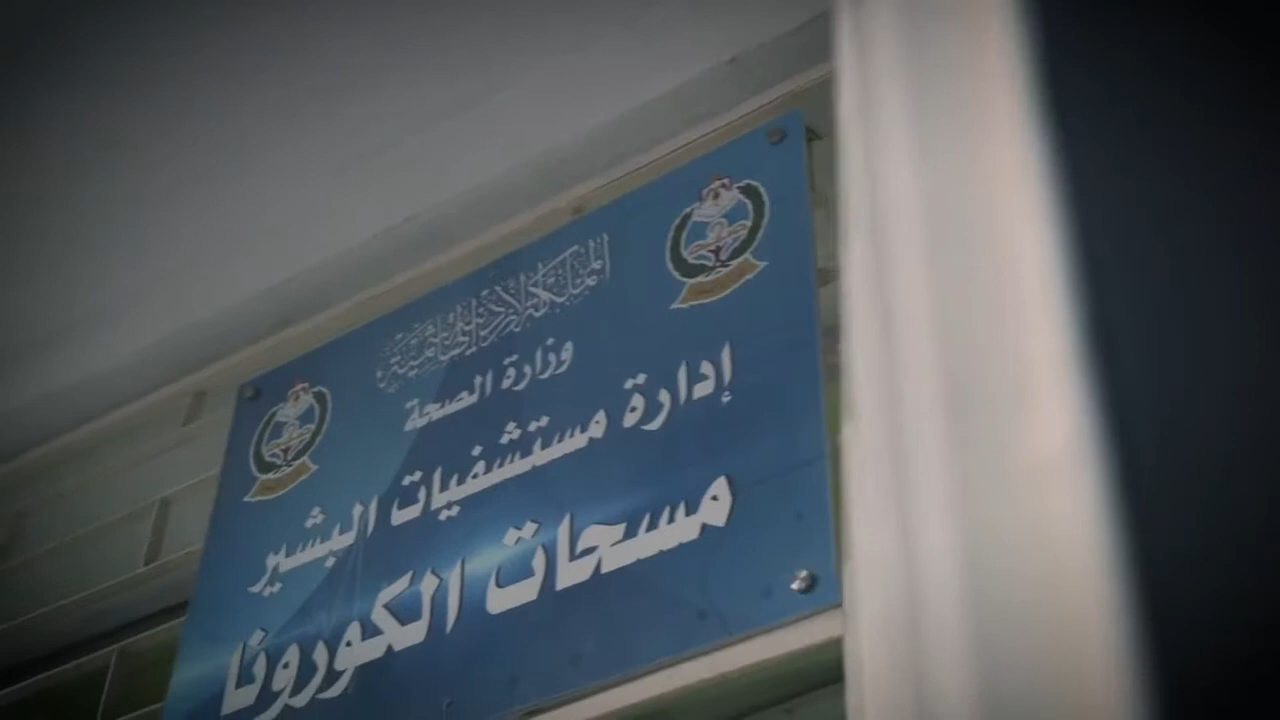 المملكة الأردنية الهاشمية
وزارة الصحة
إدارة مستشفيات البشير
مسحات الكورونا